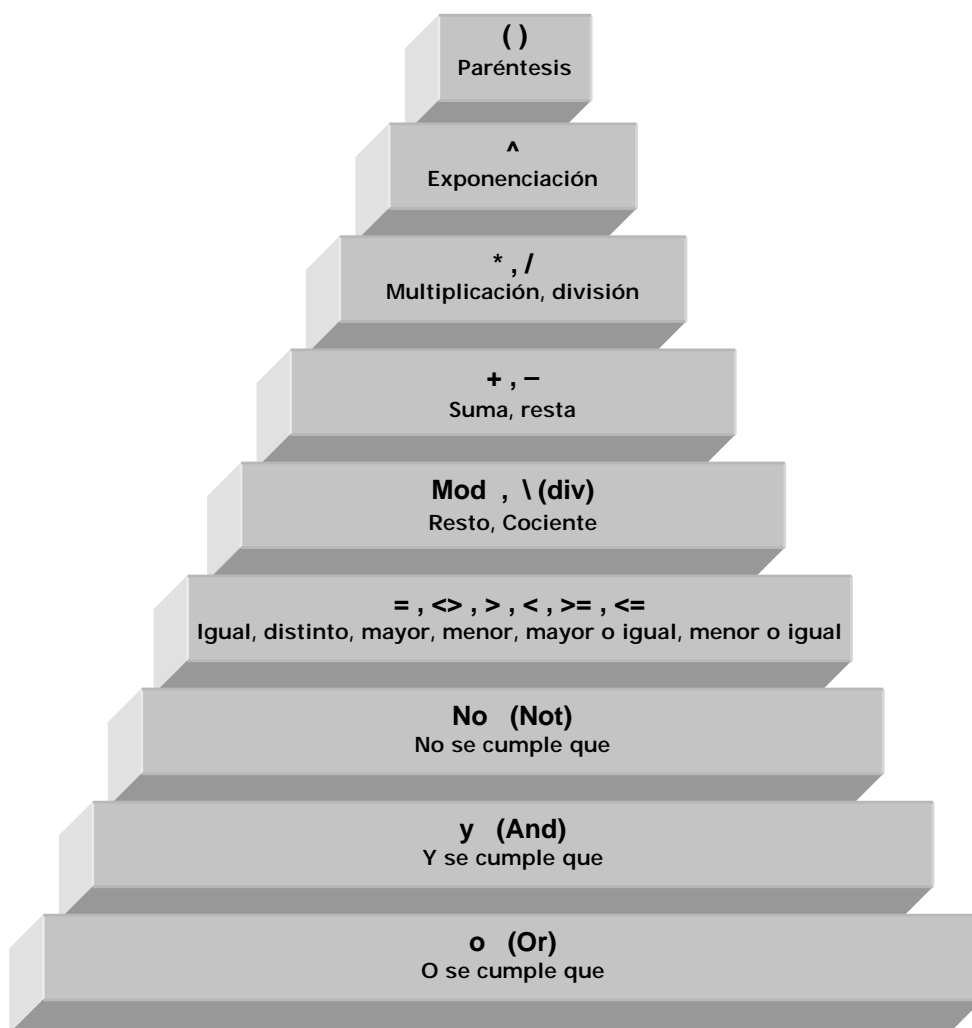 ( )
Paréntesis
^
Exponenciación
* , /
Multiplicación, división
+ , –
Suma, resta
Mod , \ (div)
Resto, Cociente
= , <> , > , < , >= , <=
Igual, distinto, mayor, menor, mayor o igual, menor o igual
No (Not)
No se cumple que
y (And)
Y se cumple que
o (Or)
O se cumple que